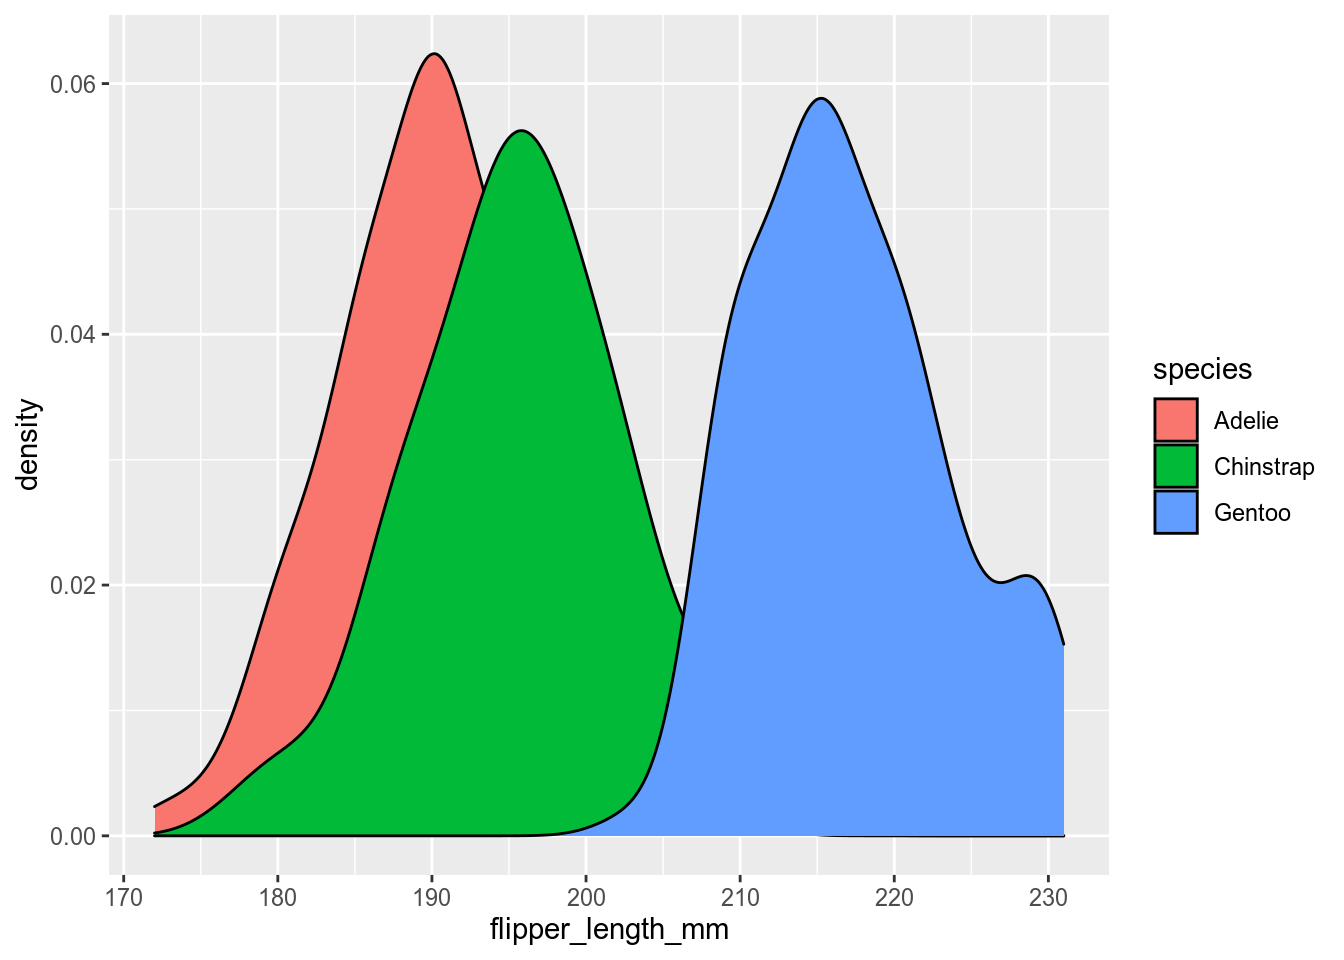 0.06
0.04
0.02
0.00
density
170 180 190 200 210 220 230
flipper_length_mm
species
Adelie
Chinstrap
Gentoo